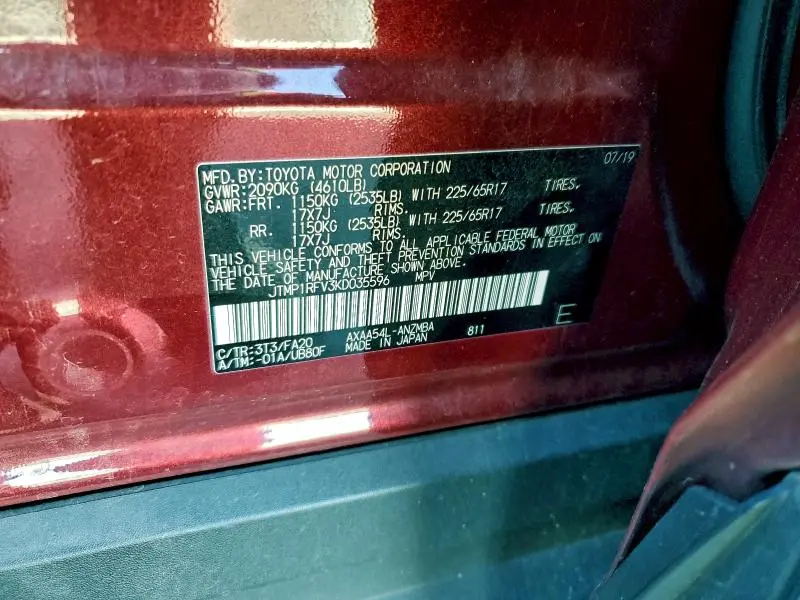 07/19
MFD.BY:TOYOTA MOTOR CORPORATION
GVWR:2090KG (4610LB)
GAWR:FRT. 1150KG (2535LB) WITH 225/65R17 TIRES,
17X7J RIMS.
RR. 1150KG (2535LB) WITH 225/65R17 TIRES,
17X7J RIMS.
THIS VEHICLE CONFORMS TO ALL APPLICABLE FEDERAL MOTOR
VEHICLE SAFETY AND THEFT PREVENTION STANDARDS IN EFFECT ON
THE DATE OF MANUFACTURE SHOWN ABOVE.
JTMP1RFV3KD035596 MPV
E
C/TR:3T3/FA20 AXAA54L-ANZMBA 811
A/TM:-01A/UB80F MADE IN JAPAN